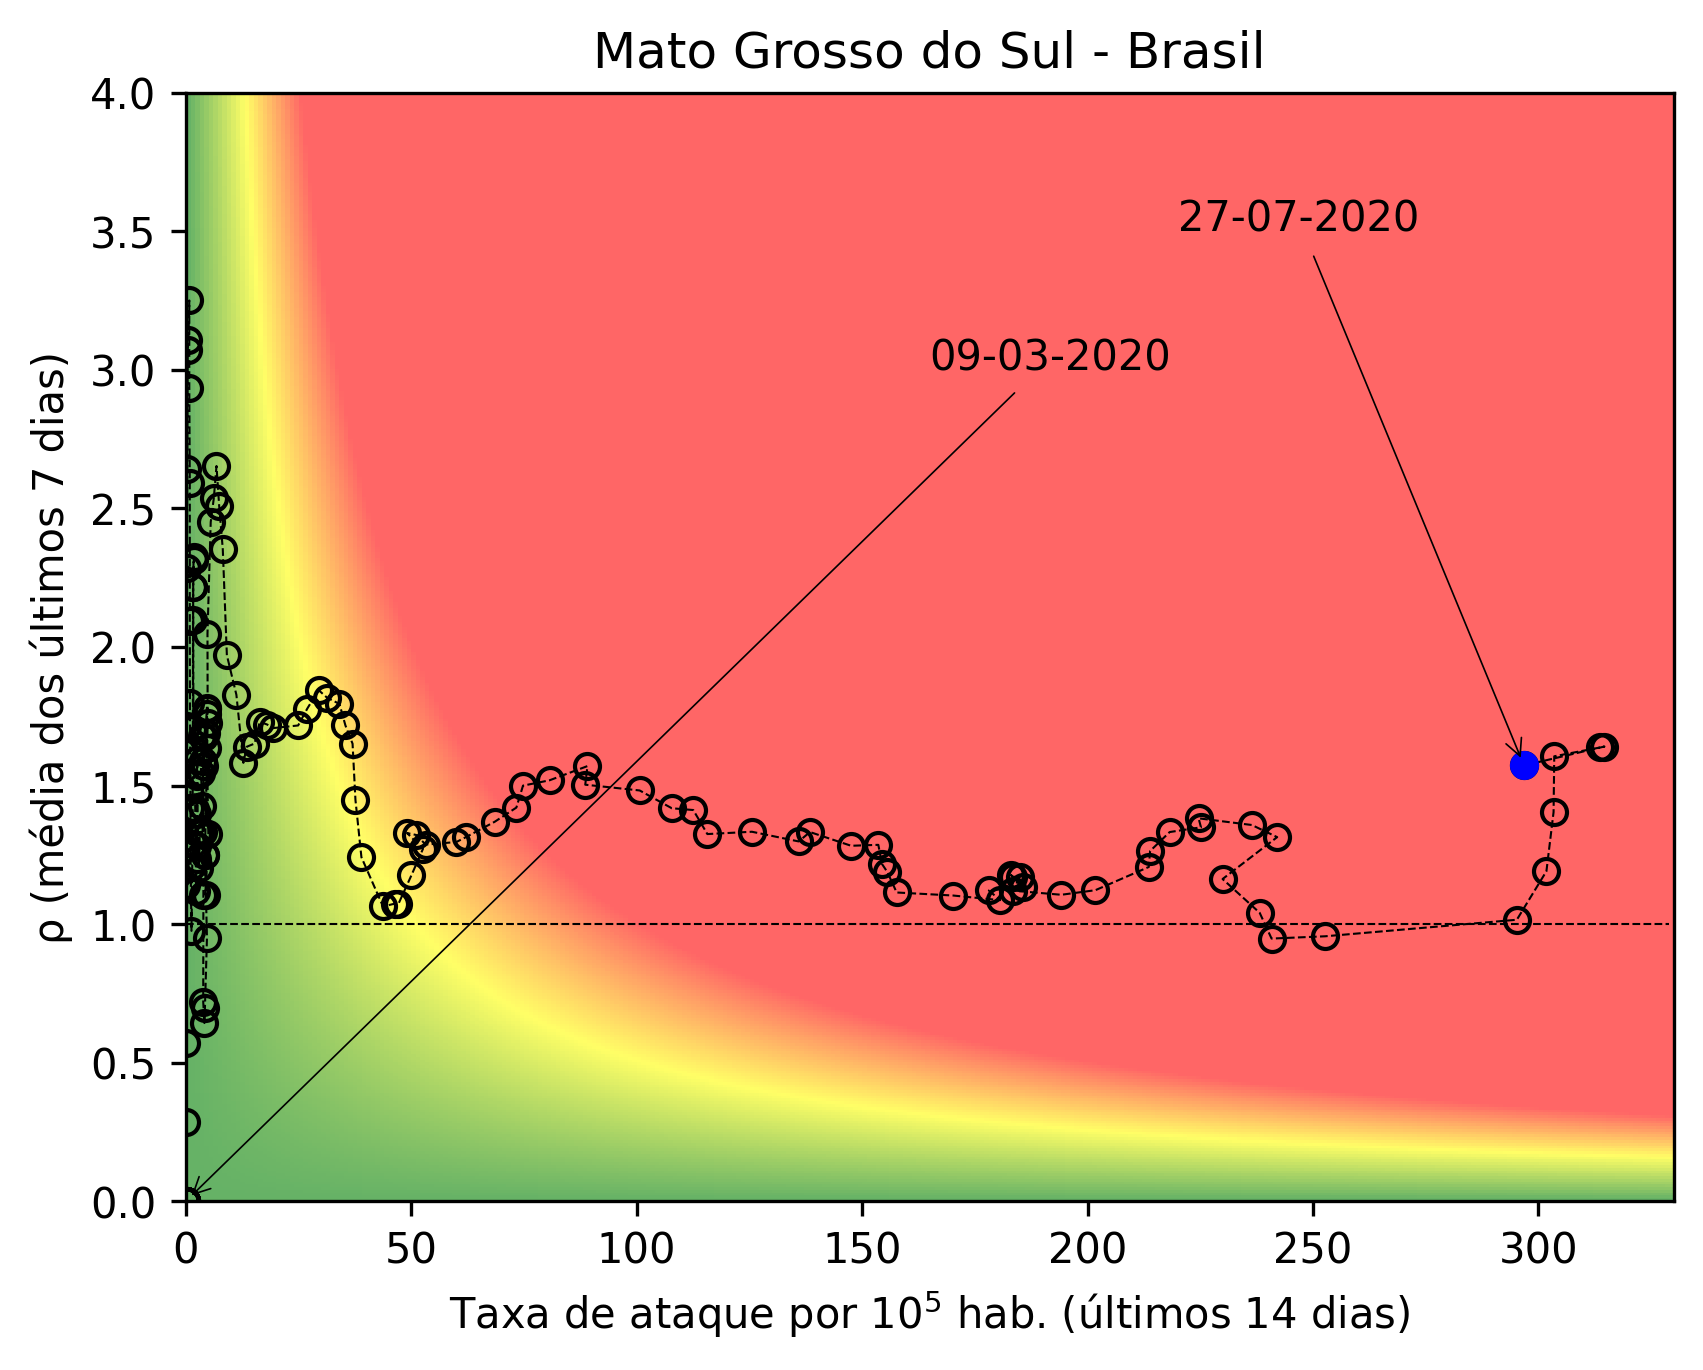 Mato Grosso do Sul - Brasil
4.0
3.5
3.0
2.5
2.0
1.5
1.0
0.5
0.0
ρ (média dos últimos 7 dias)
27-07-2020
09-03-2020
0 50 100 150 200 250 300
Taxa de ataque por 10⁵ hab. (últimos 14 dias)